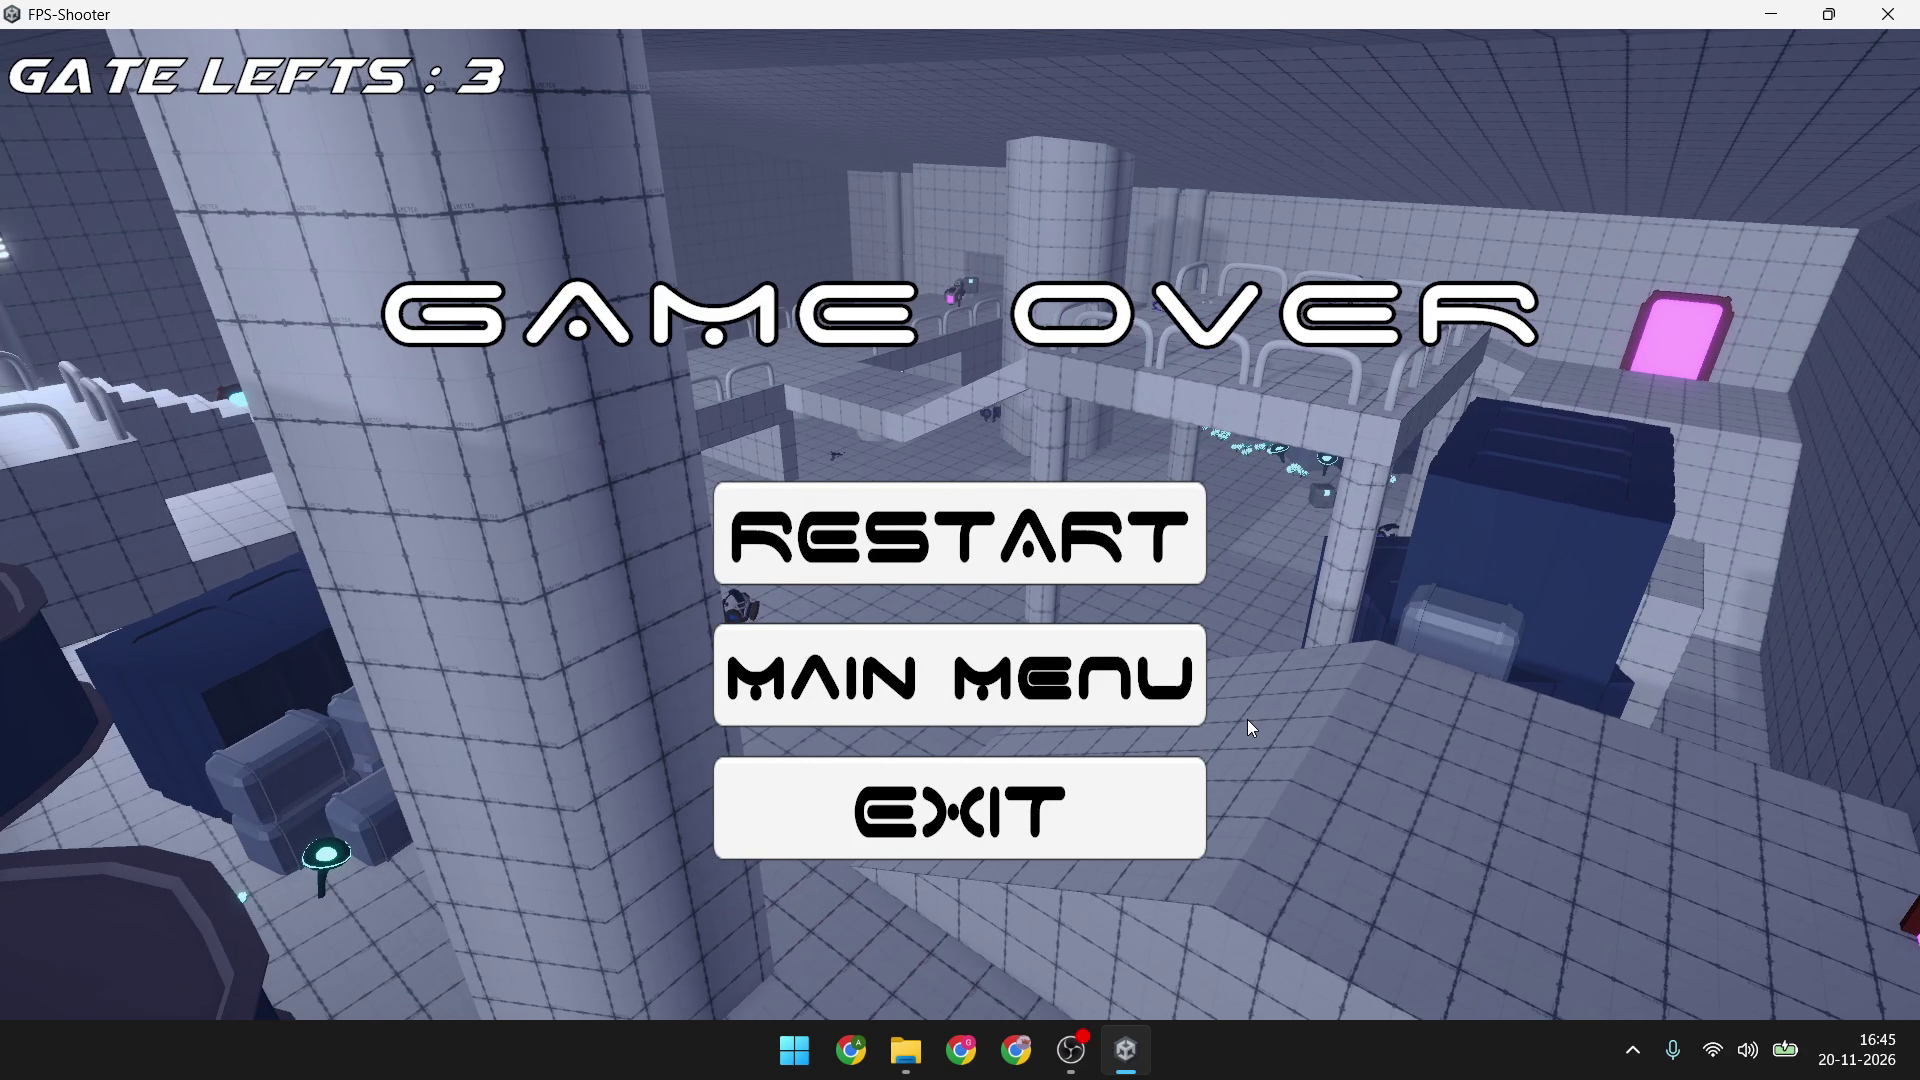 FPS-Shooter
GATE LEFTS : 3
GAME OVER
RESTART
MAIN MENU
EXIT
16:45
20-11-2026